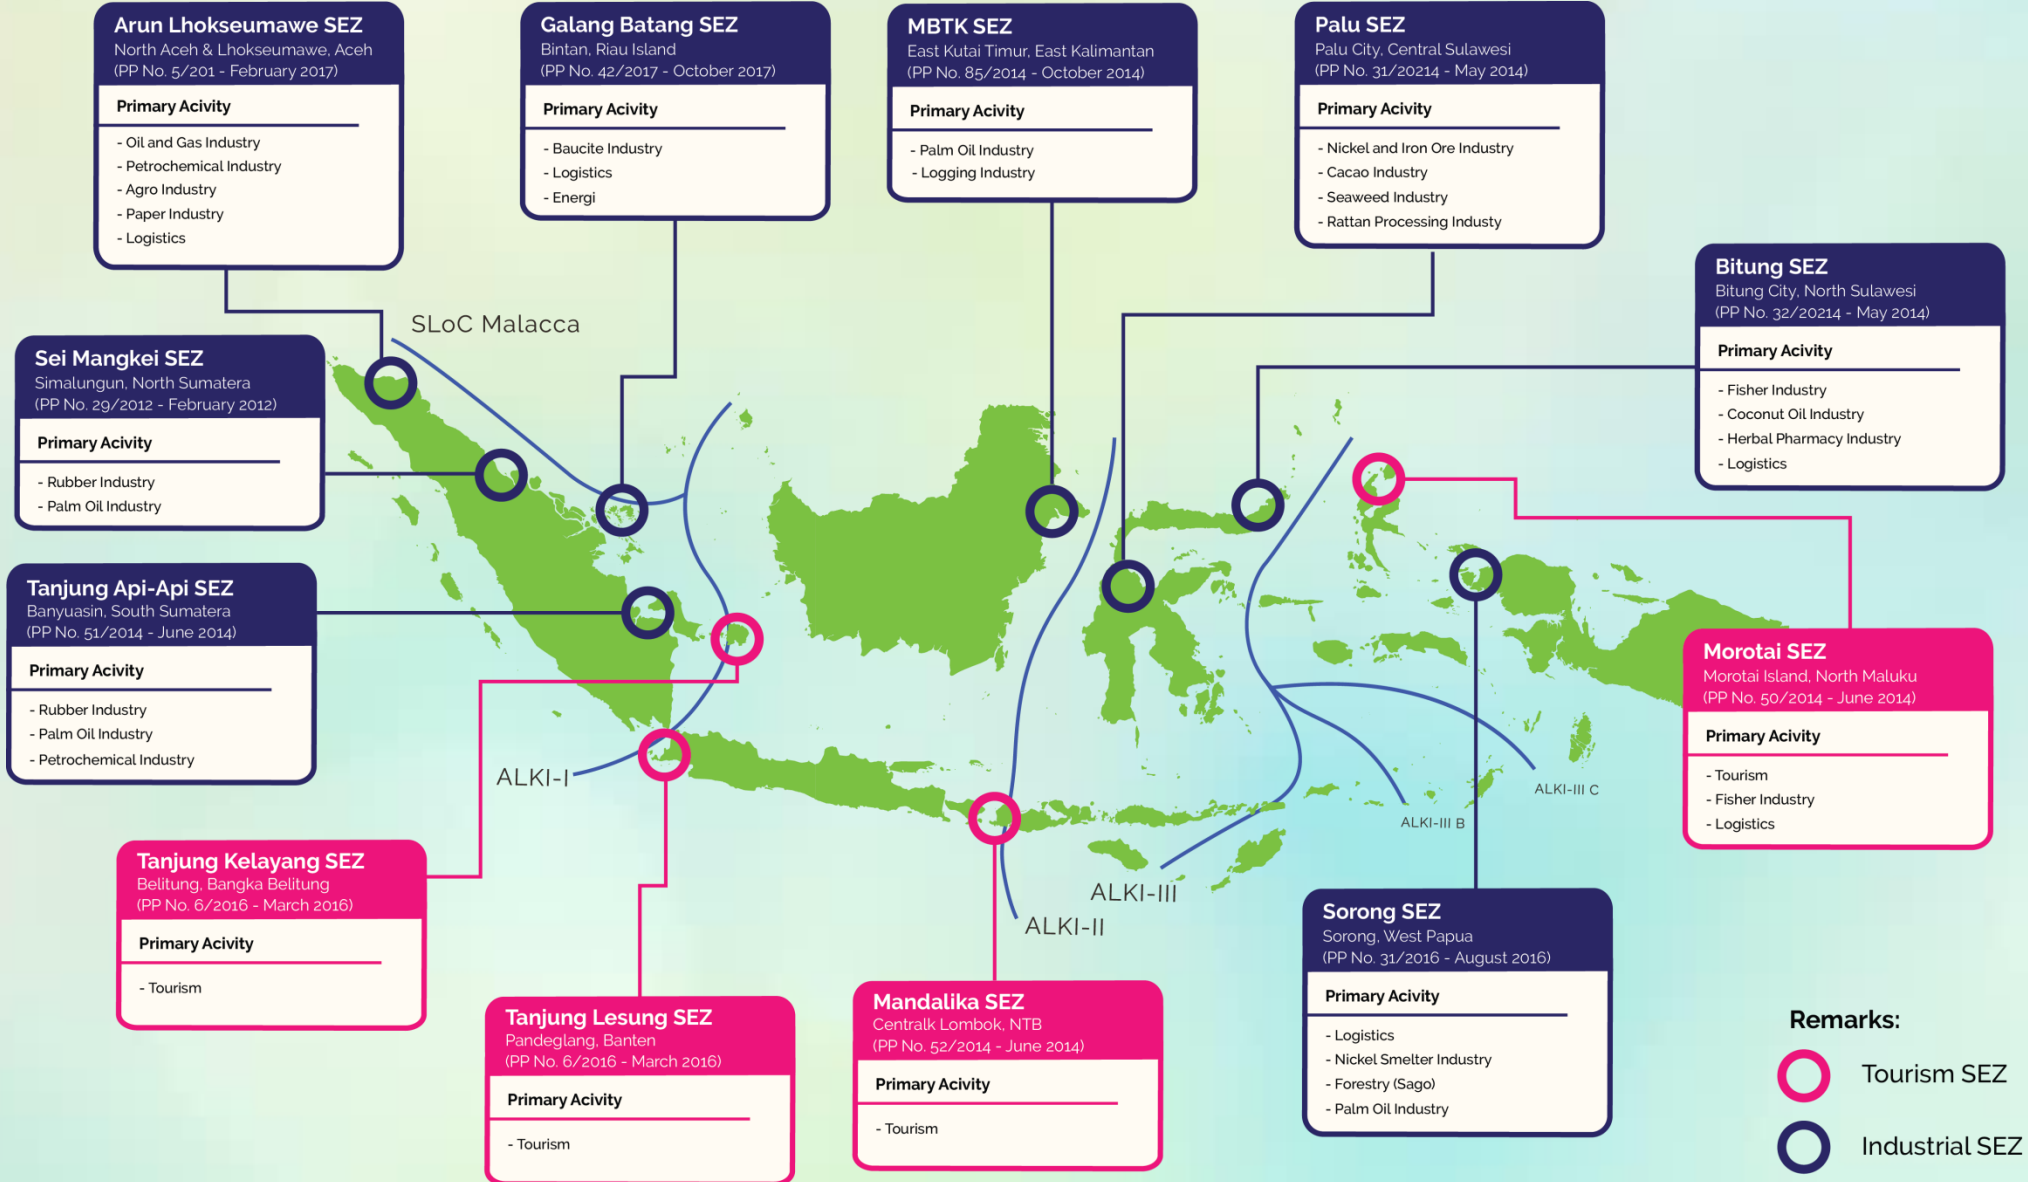 Arun Lhokseumawe SEZ
North Aceh & Lhokseumawe, Aceh
(PP No. 5/201 - February 2017)
Primary Acivity
- Oil and Gas Industry
- Petrochemical Industry
- Agro Industry
- Paper Industry
- Logistics
Galang Batang SEZ
Bintan, Riau Island
(PP No. 42/2017 - October 2017)
Primary Acivity
- Baucite Industry
- Logistics
- Energi
MBTK SEZ
East Kutai Timur, East Kalimantan
(PP No. 85/2014 - October 2014)
Primary Acivity
- Palm Oil Industry
- Logging Industry
Palu SEZ
Palu City, Central Sulawesi
(PP No. 31/20214 - May 2014)
Primary Acivity
- Nickel and Iron Ore Industry
- Cacao Industry
- Seaweed Industry
- Rattan Processing Industy
Bitung SEZ
Bitung City, North Sulawesi
(PP No. 32/20214 - May 2014)
Primary Acivity
- Fisher Industry
- Coconut Oil Industry
- Herbal Pharmacy Industry
- Logistics
SLoC Malacca
Sei Mangkei SEZ
Simalungun, North Sumatera
(PP No. 29/2012 - February 2012)
Primary Acivity
- Rubber Industry
- Palm Oil Industry
Tanjung Api-Api SEZ
Banyuasin, South Sumatera
(PP No. 51/2014 - June 2014)
Primary Acivity
- Rubber Industry
- Palm Oil Industry
- Petrochemical Industry
Morotai SEZ
Morotai Island, North Maluku
(PP No. 50/2014 - June 2014)
Primary Acivity
- Tourism
- Fisher Industry
- Logistics
ALKI-I
ALKI-III C
ALKI-III B
ALKI-III
ALKI-II
Tanjung Kelayang SEZ
Belitung, Bangka Belitung
(PP No. 6/2016 - March 2016)
Primary Acivity
- Tourism
Tanjung Lesung SEZ
Pandeglang, Banten
(PP No. 6/2016 - March 2016)
Primary Acivity
- Tourism
Mandalika SEZ
Centralk Lombok, NTB
(PP No. 52/2014 - June 2014)
Primary Acivity
- Tourism
Sorong SEZ
Sorong, West Papua
(PP No. 31/2016 - August 2016)
Primary Acivity
- Logistics
- Nickel Smelter Industry
- Forestry (Sago)
- Palm Oil Industry
Remarks:
Tourism SEZ
Industrial SEZ